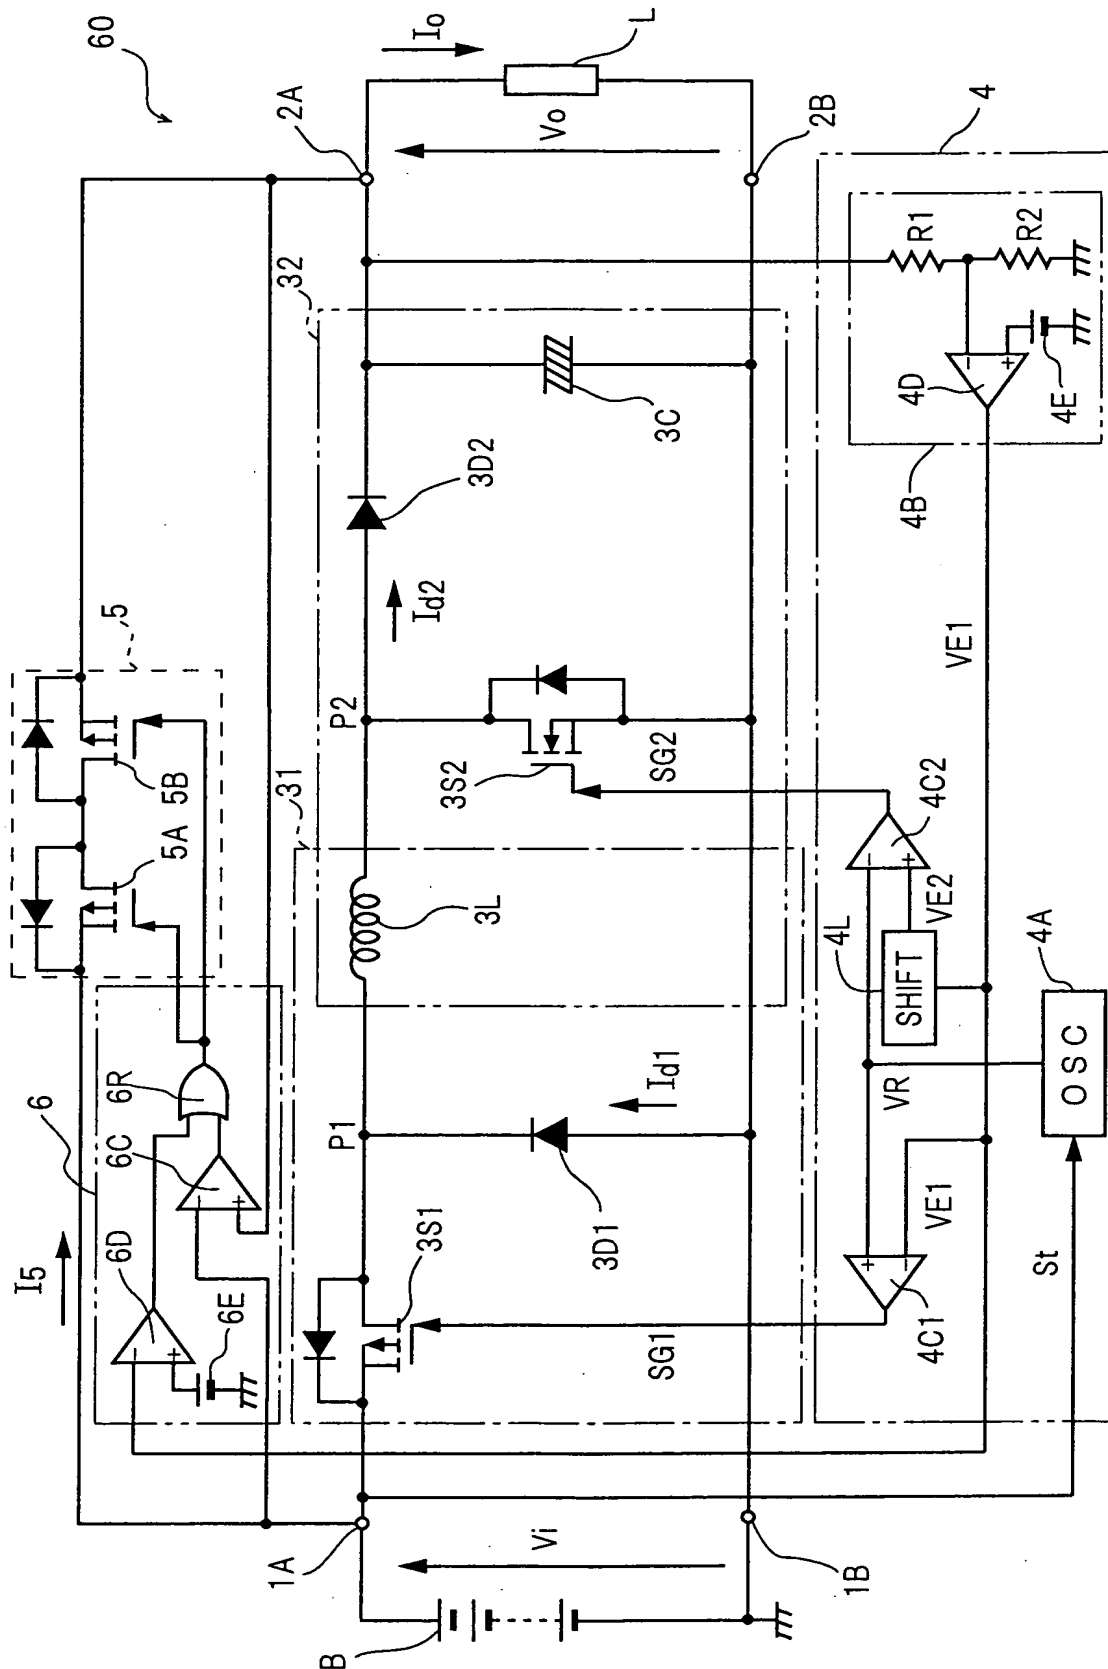 60
I5
6
6D
6E
6R
6C
5
5A
5B
2A
Io
L
Vo
2B
32
31
P1
P2
3L
3S1
3D1
Id1
Id2
3D2
3C
3S2
SG1
SG2
1A
Vi
1B
B
4
R1
R2
4D
4E
4B
VE1
4C2
VE2
4L
SHIFT
VR
4A
OSC
VE1
4C1
St
- + - + + - - + - +